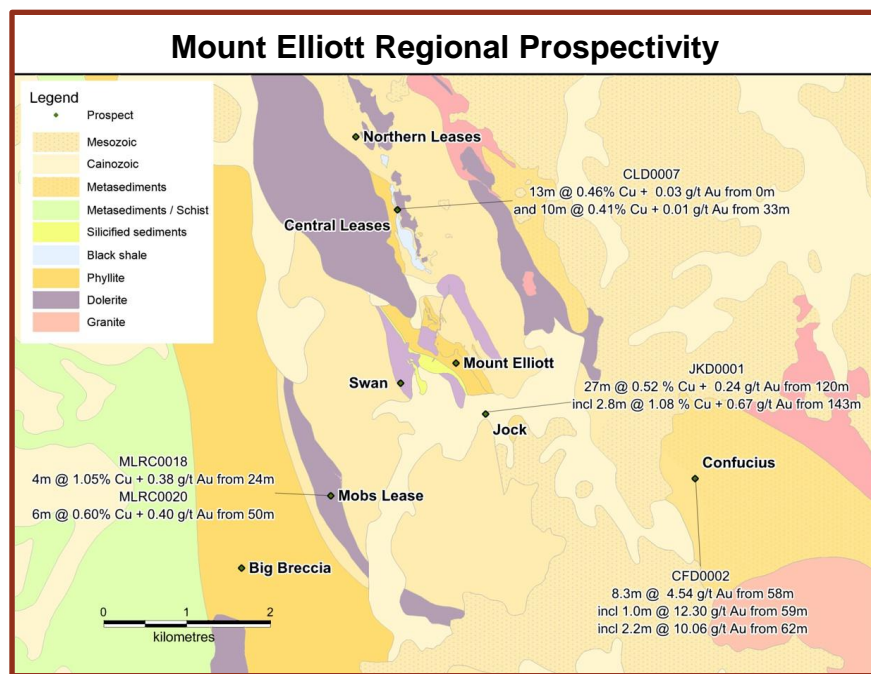 Mount Elliott Regional Prospectivity
Legend
Prospect
Mesozoic
Cainozoic
Metasediments
Metasediments / Schist
Silicified sediments
Black shale
Phyllite
Dolerite
Granite
Northern Leases
CLD0007
13m @ 0.46% Cu + 0.03 g/t Au from 0m
and 10m @ 0.41% Cu + 0.01 g/t Au from 33m
Central Leases
Mount Elliott
Swan
JKD0001
27m @ 0.52 % Cu + 0.24 g/t Au from 120m
incl 2.8m @ 1.08 % Cu + 0.67 g/t Au from 143m
Jock
Confucius
MLRC0018
4m @ 1.05% Cu + 0.38 g/t Au from 24m
MLRC0020
6m @ 0.60% Cu + 0.40 g/t Au from 50m
Mobs Lease
Big Breccia
CFD0002
8.3m @ 4.54 g/t Au from 58m
incl 1.0m @ 12.30 g/t Au from 59m
incl 2.2m @ 10.06 g/t Au from 62m
0 1 2
kilometres